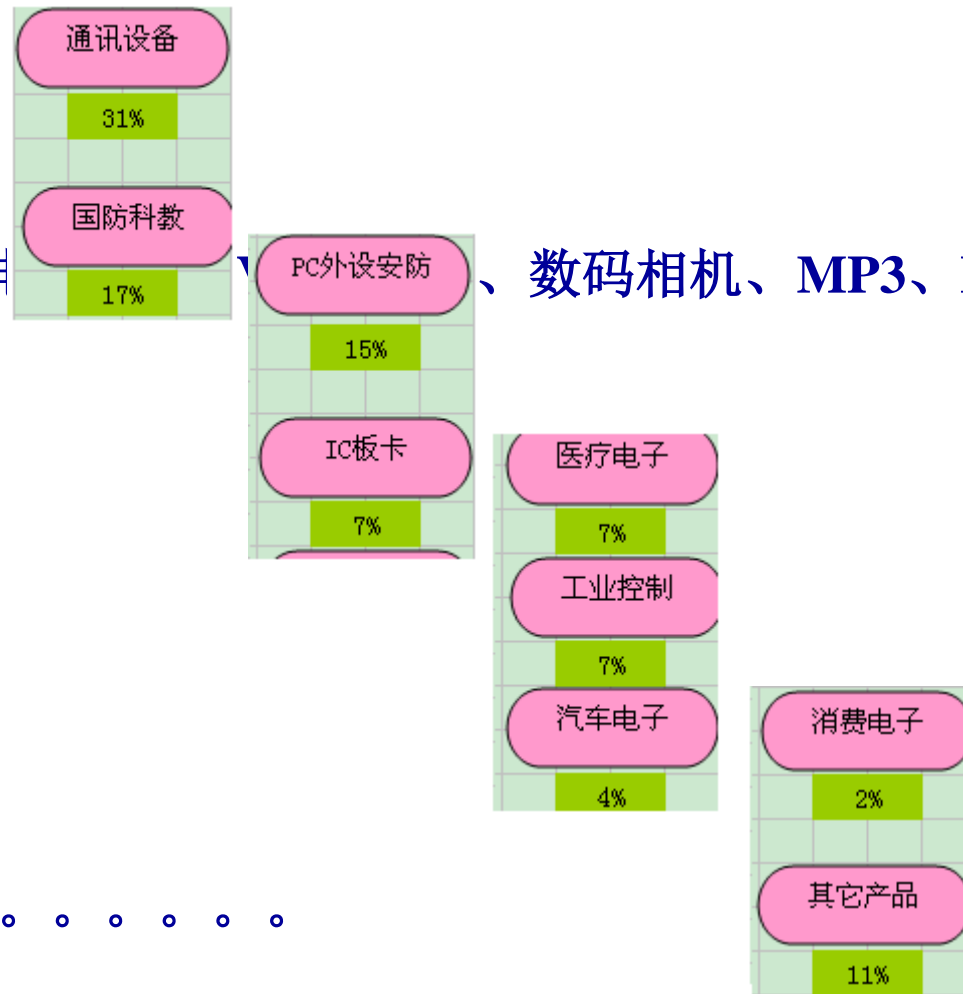 通讯设备
31%
国防科教
17%
PC外设安防
、数码相机、MP3、
15%
IC板卡
7%
医疗电子
7%
工业控制
7%
汽车电子
4%
消费电子
2%
其它产品
11%
。。。。。。